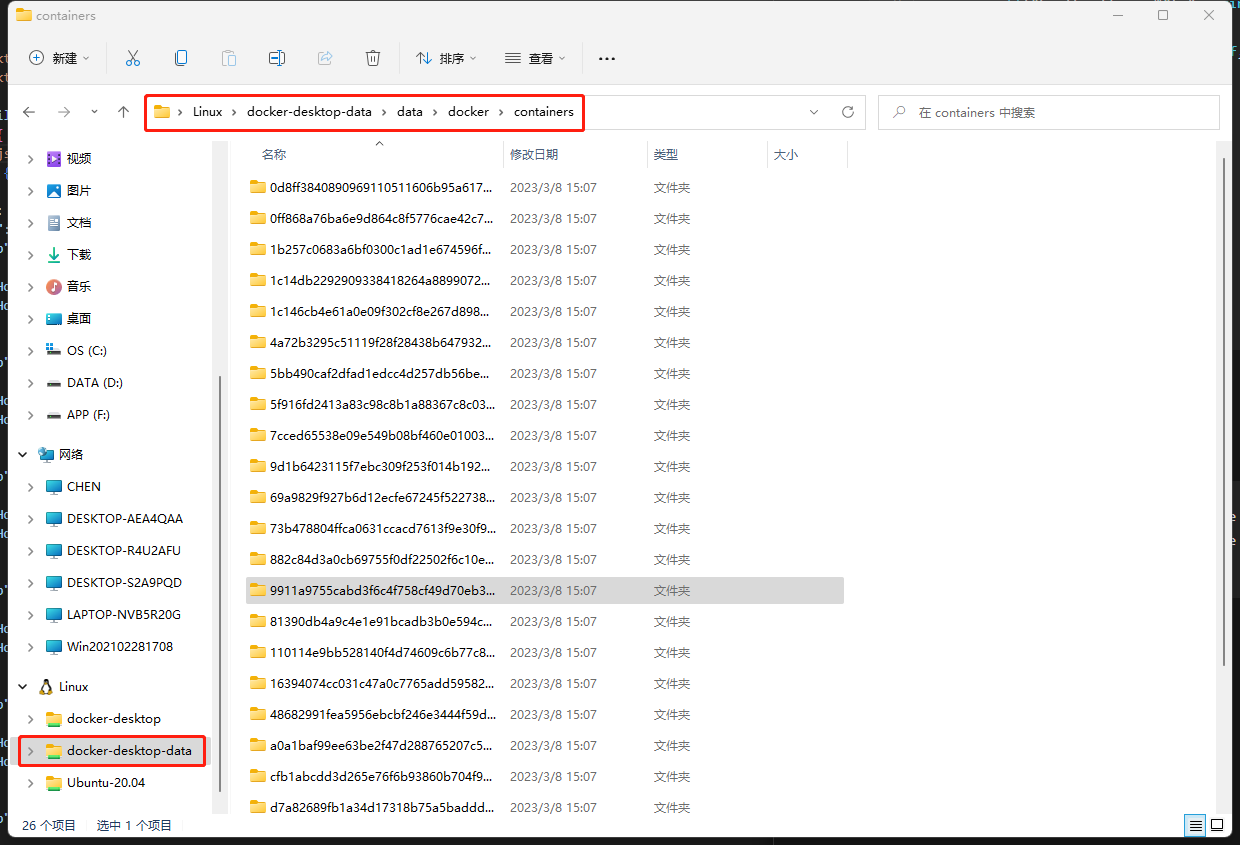 containers
新建 排序 查看
Linux docker-desktop-data data docker containers 在 containers 中搜索
名称 修改日期 类型 大小
视频
图片
文档
下载
音乐
桌面
OS (C:)
DATA (D:)
APP (F:)
网络
CHEN
DESKTOP-AEA4QAA
DESKTOP-R4U2AFU
DESKTOP-S2A9PQD
LAPTOP-NVB5R20G
Win202102281708
Linux
docker-desktop
docker-desktop-data
Ubuntu-20.04
0d8ff3840890969110511606b95a617... 2023/3/8 15:07 文件夹
0ff868a76ba6e9d864c8f5776cae42c7... 2023/3/8 15:07 文件夹
1b257c0683a6bf0300c1ad1e674596f... 2023/3/8 15:07 文件夹
1c14db2292909338418264a8899072... 2023/3/8 15:07 文件夹
1c146cb4e61a0e09f302cf8e267d898... 2023/3/8 15:07 文件夹
4a72b3295c51119f28f28438b647932... 2023/3/8 15:07 文件夹
5bb490caf2dfad1edcc4d257db56be... 2023/3/8 15:07 文件夹
5f916fd2413a83c98c8b1a88367c8c03... 2023/3/8 15:07 文件夹
7cced65538e09e549b08bf460e01003... 2023/3/8 15:07 文件夹
9d1b6423115f7ebc309f253f014b192... 2023/3/8 15:07 文件夹
69a9829f927b6d12ecfe67245f522738... 2023/3/8 15:07 文件夹
73b478804ffca0631ccacd7613f9e30f9... 2023/3/8 15:07 文件夹
882c84d3a0cb69755f0df22502f6c10e... 2023/3/8 15:07 文件夹
9911a9755cabd3f6c4f758cf49d70eb3... 2023/3/8 15:07 文件夹
81390db4a9c4e1e91bcadb3b0e594c... 2023/3/8 15:07 文件夹
110114e9bb528140f4d74609c6b77c8... 2023/3/8 15:07 文件夹
16394074cc031c47a0c7765add59582... 2023/3/8 15:07 文件夹
48682991fea5956ebcbf246e3444f59d... 2023/3/8 15:07 文件夹
a0a1baf99ee63be2f47d288765207c5... 2023/3/8 15:07 文件夹
cfb1abcdd3d265e76f6b93860b704f9... 2023/3/8 15:07 文件夹
d7a82689fb1a34d17318b75a5baddd... 2023/3/8 15:07 文件夹
26 个项目 选中 1 个项目